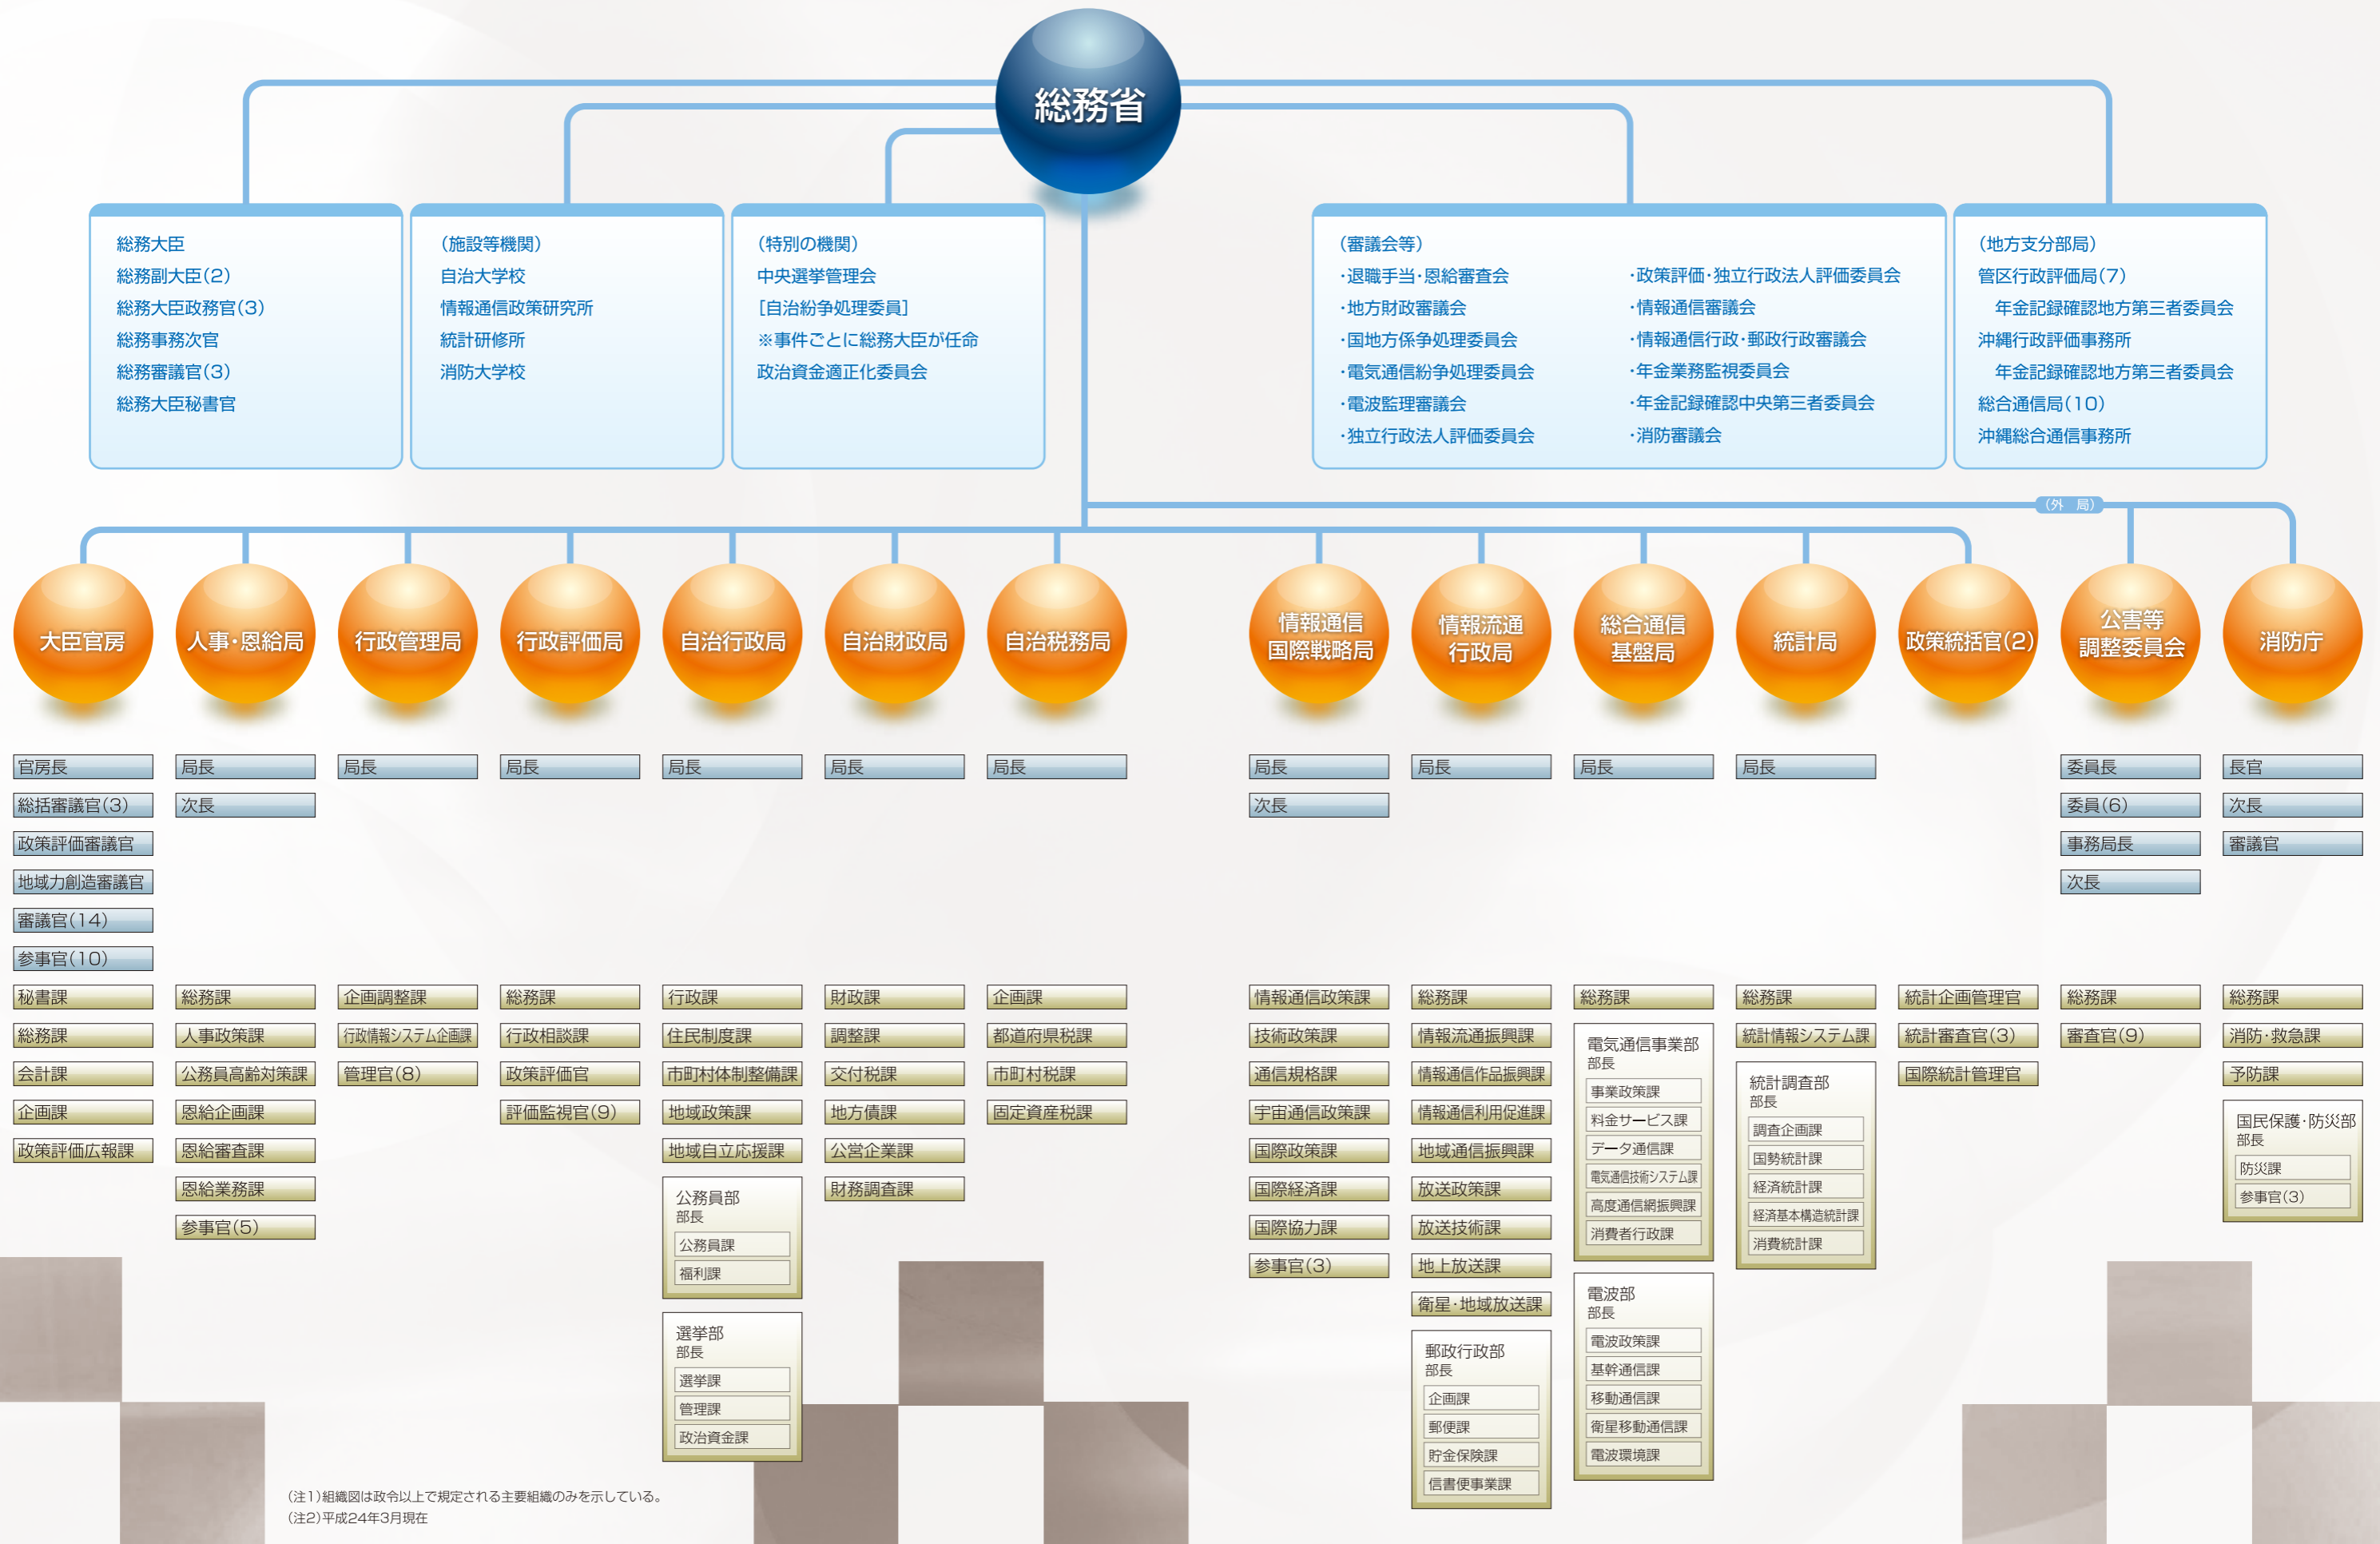 総務省
総務大臣
総務副大臣（2）
総務大臣政務官（3）
総務事務次官
総務審議官（3）
総務大臣秘書官
（施設等機関）
自治大学校
情報通信政策研究所
統計研修所
消防大学校
（特別の機関）
中央選挙管理会
［自治紛争処理委員］
※事件ごとに総務大臣が任命
政治資金適正化委員会
（審議会等）
・退職手当・恩給審査会
・地方財政審議会
・国地方係争処理委員会
・電気通信紛争処理委員会
・電波監理審議会
・独立行政法人評価委員会
・政策評価・独立行政法人評価委員会
・情報通信審議会
・情報通信行政・郵政行政審議会
・年金業務監視委員会
・年金記録確認中央第三者委員会
・消防審議会
（地方支分部局）
管区行政評価局（7）
年金記録確認地方第三者委員会
沖縄行政評価事務所
年金記録確認地方第三者委員会
総合通信局（10）
沖縄総合通信事務所
（外　局）
大臣官房
官房長
総括審議官（3）
政策評価審議官
地域力創造審議官
審議官（14）
参事官（10）
秘書課
総務課
会計課
企画課
政策評価広報課
人事・恩給局
局長
次長
総務課
人事政策課
公務員高齢対策課
恩給企画課
恩給審査課
恩給業務課
参事官（5）
行政管理局
局長
企画調整課
行政情報システム企画課
管理官（8）
行政評価局
局長
総務課
行政相談課
政策評価官
評価監視官（9）
自治行政局
局長
行政課
住民制度課
市町村体制整備課
地域政策課
地域自立応援課
公務員部
部長
公務員課
福利課
選挙部
部長
選挙課
管理課
政治資金課
自治財政局
局長
財政課
調整課
交付税課
地方債課
公営企業課
財務調査課
自治税務局
局長
企画課
都道府県税課
市町村税課
固定資産税課
情報通信
国際戦略局
局長
次長
情報通信政策課
技術政策課
通信規格課
宇宙通信政策課
国際政策課
国際経済課
国際協力課
参事官（3）
情報流通
行政局
局長
総務課
情報流通振興課
情報通信作品振興課
情報通信利用促進課
地域通信振興課
放送政策課
放送技術課
地上放送課
衛星・地域放送課
郵政行政部
部長
企画課
郵便課
貯金保険課
信書便事業課
総合通信
基盤局
局長
総務課
電気通信事業部
部長
事業政策課
料金サービス課
データ通信課
電気通信技術システム課
高度通信網振興課
消費者行政課
電波部
部長
電波政策課
基幹通信課
移動通信課
衛星移動通信課
電波環境課
統計局
局長
総務課
統計情報システム課
統計調査部
部長
調査企画課
国勢統計課
経済統計課
経済基本構造統計課
消費統計課
政策統括官（2）
統計企画管理官
統計審査官（3）
国際統計管理官
公害等
調整委員会
委員長
委員（6）
事務局長
次長
総務課
審査官（9）
消防庁
長官
次長
審議官
総務課
消防・救急課
予防課
国民保護・防災部
部長
防災課
参事官（3）
（注1）組織図は政令以上で規定される主要組織のみを示している。
（注2）平成24年3月現在